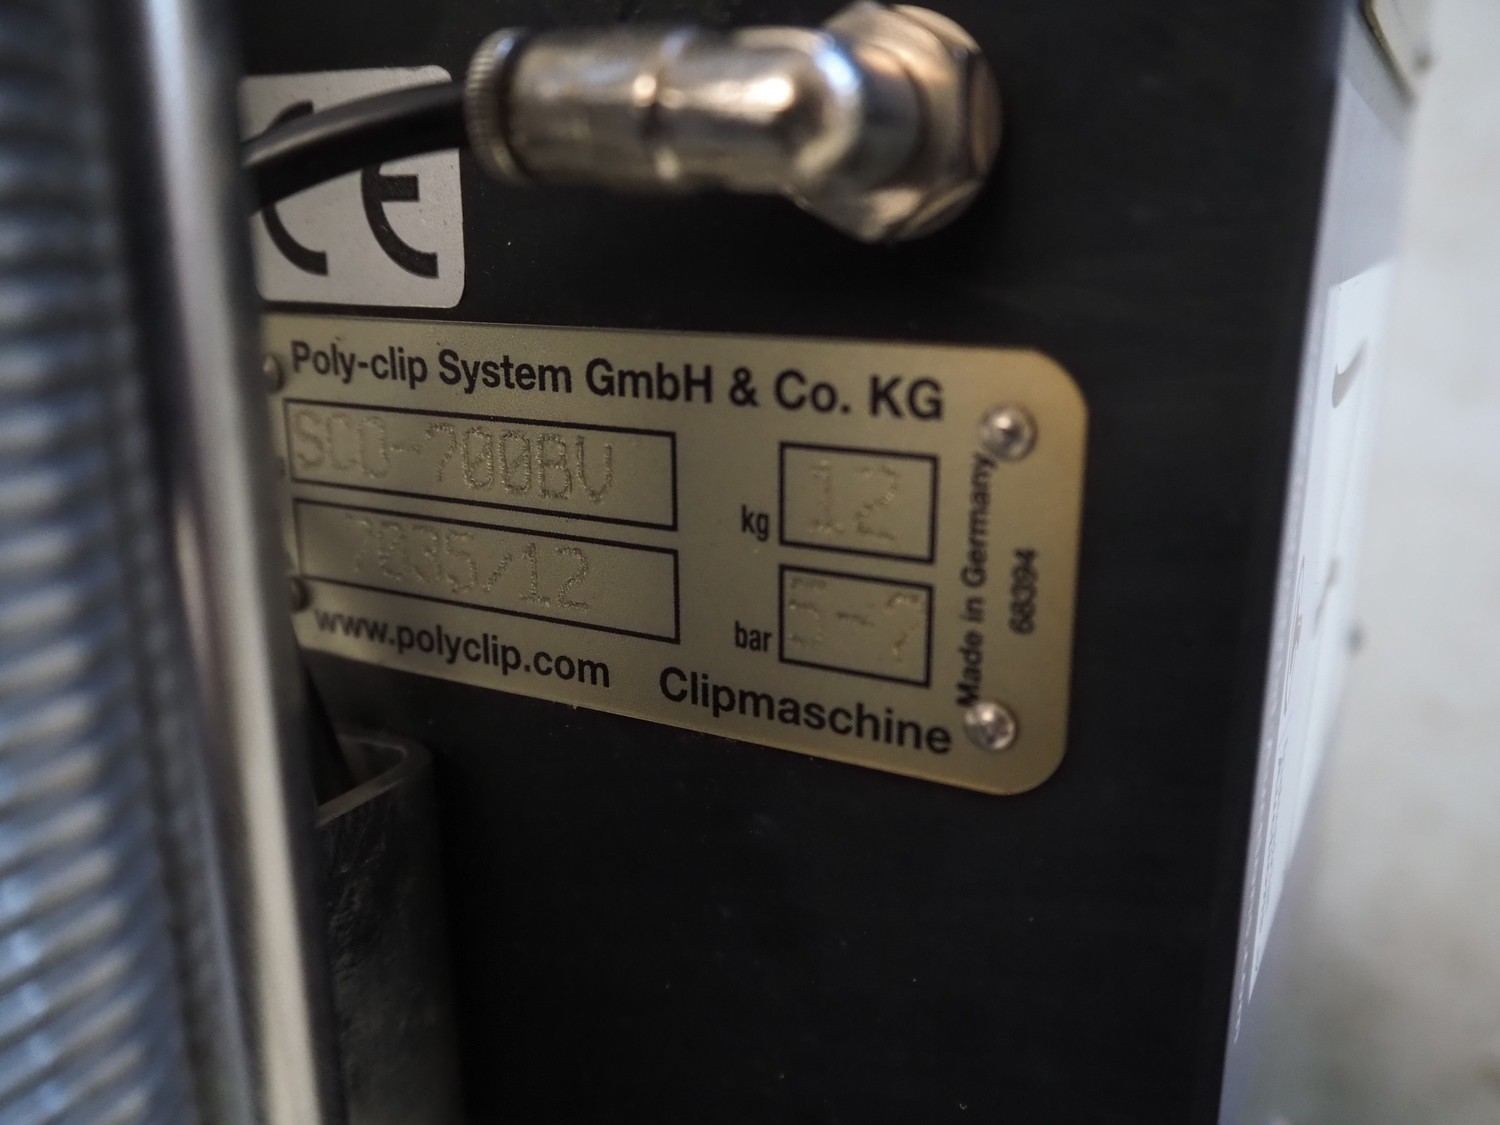 CE
Poly-clip System GmbH & Co. KG
SCD-700BV
7035/12
kg 12
bar 5-7
www.polyclip.com
Clipmaschine
Made in Germany
68394